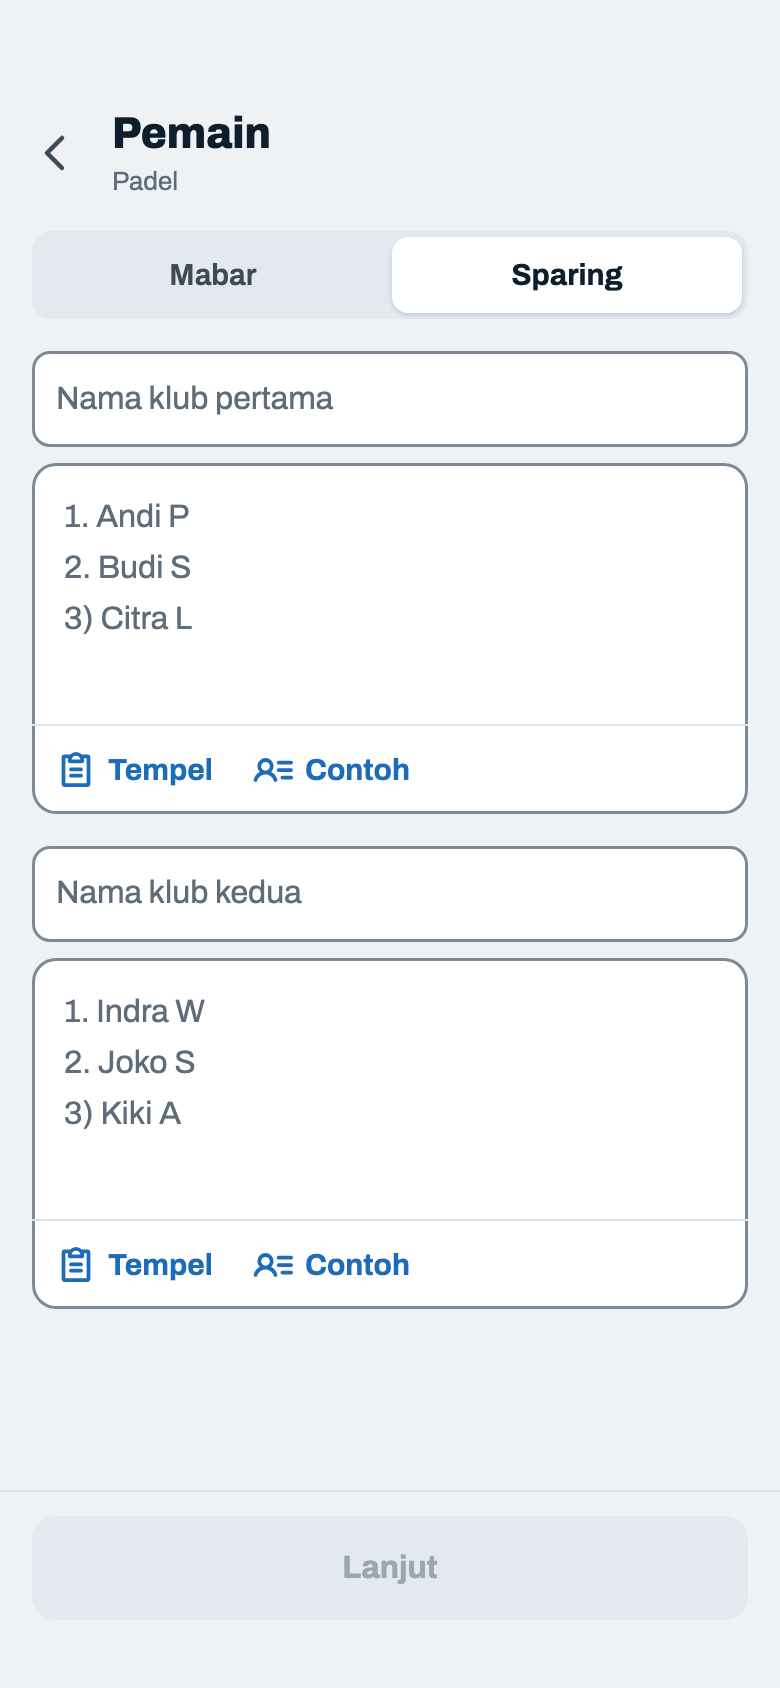 Pemain
Padel
Mabar
Sparing
Nama klub pertama
1. Andi P
2. Budi S
3) Citra L
Tempel
Contoh
Nama klub kedua
1. Indra W
2. Joko S
3) Kiki A
Tempel
Contoh
Lanjut